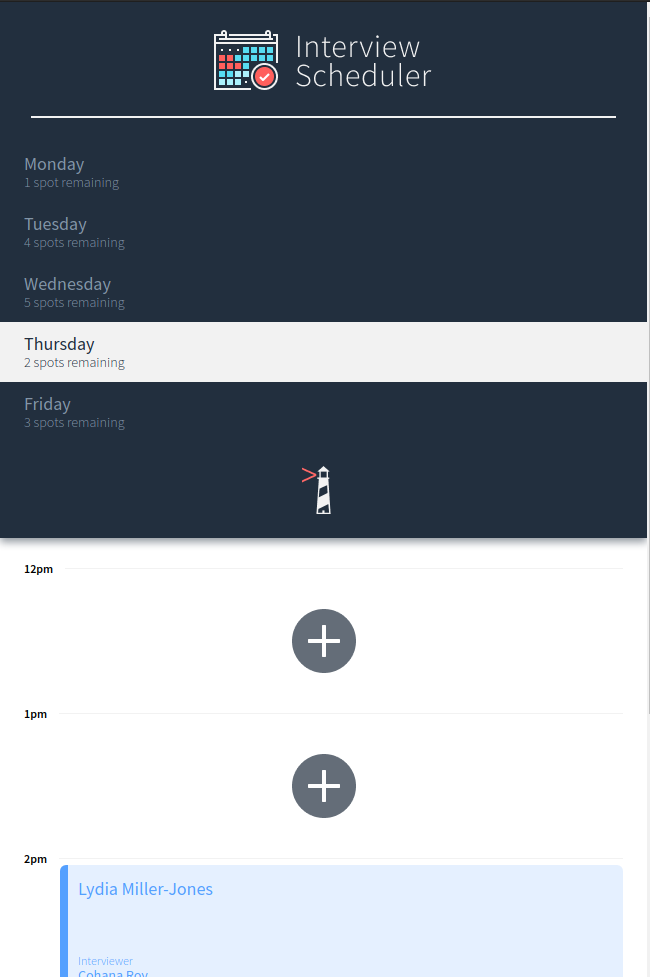 Interview
Scheduler
Monday
1 spot remaining
Tuesday
4 spots remaining
Wednesday
5 spots remaining
Thursday
2 spots remaining
Friday
3 spots remaining
12pm
1pm
2pm
Lydia Miller-Jones
Interviewer
Cohana Roy